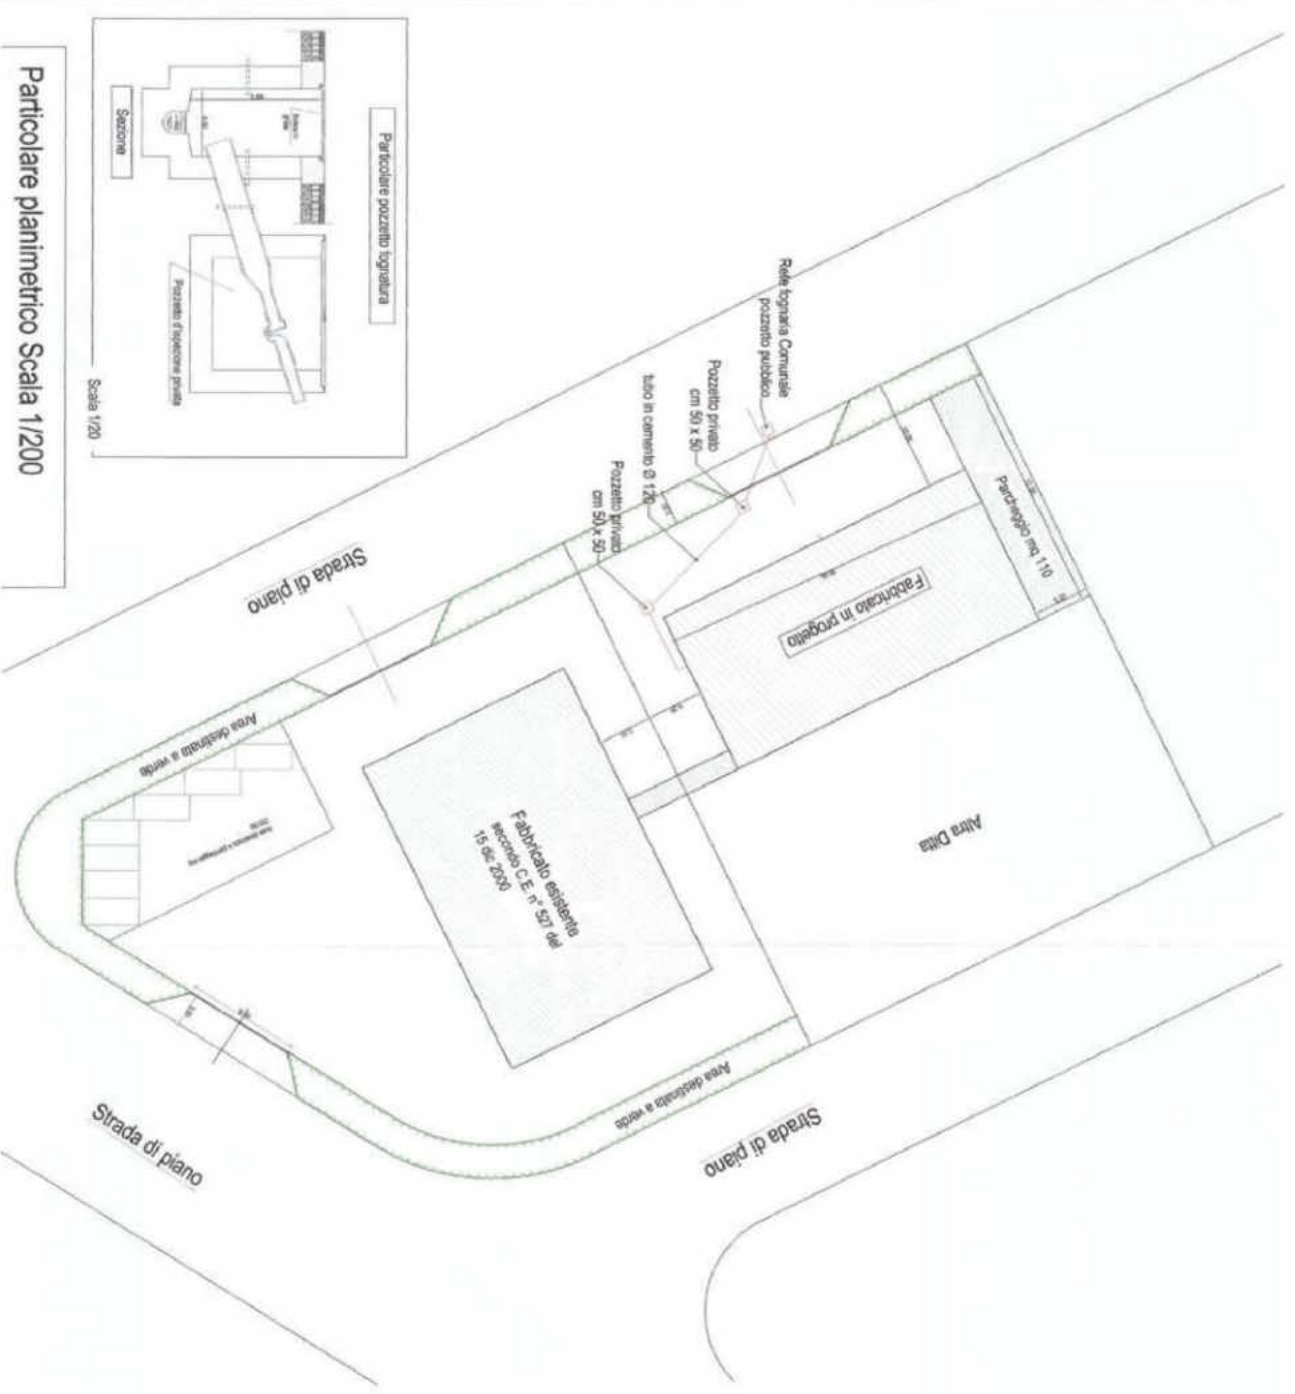 Particolare planimetrico Scala 1/200
Particolare pozzetto fognatura
Sezione
Pozzetto d'ispezione privata
Scala 1/20
Rete fognaria Comunale
pozzetto pubblico
Pozzetto privato
cm 50 x 50
tubo in cemento Ø 120
Pozzetto privato
cm 50 x 50
Parcheggio mq 110
Fabbricato in progetto
Strada di piano
Area destinata a verde
Fabbricato esistente
secondo C.E. n° 527 del
15 dic 2000
Altra Ditta
Area destinata a verde
Strada di piano
Strada di piano